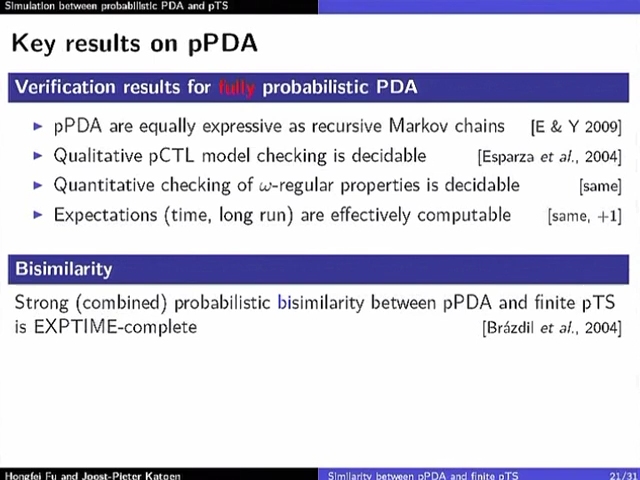 Simulation between probabilistic PDA and pTS
Key results on pPDA
Verification results for fully probabilistic PDA
► pPDA are equally expressive as recursive Markov chains [E & Y 2009]
► Qualitative pCTL model checking is decidable [Esparza et al., 2004]
► Quantitative checking of ω-regular properties is decidable [same]
► Expectations (time, long run) are effectively computable [same, +1]
Bisimilarity
Strong (combined) probabilistic bisimilarity between pPDA and finite pTS
is EXPTIME-complete [Brázdil et al., 2004]
Hongfei Fu and Joost-Pieter Katoen Similarity between pPDA and finite pTS 21/31